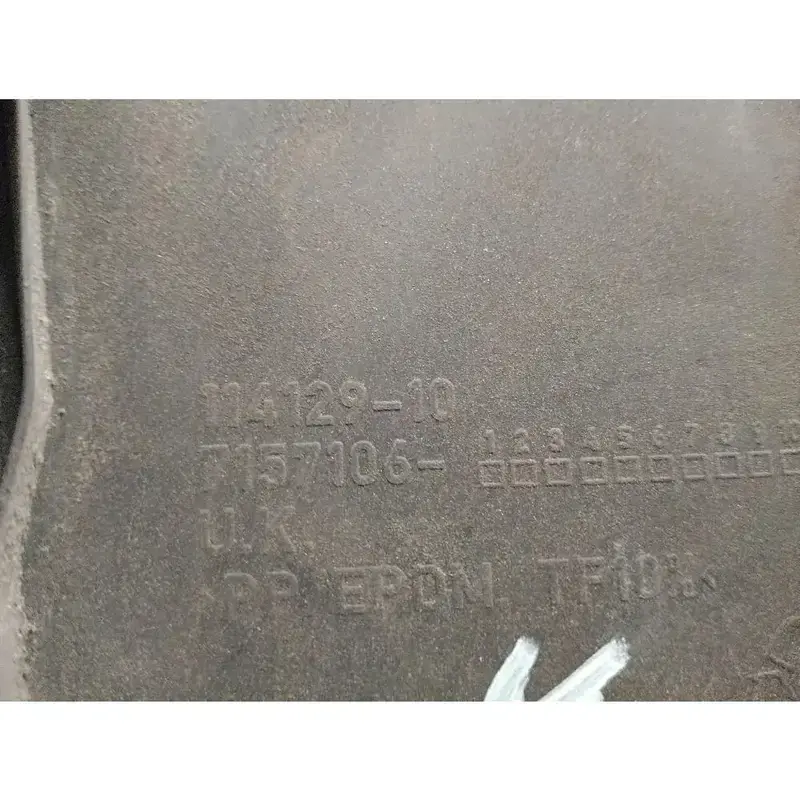 114129-10
7157106- 1 2 3 4 5 6 7 8 9 10
U.K.
>PP EPDM. TF10%<